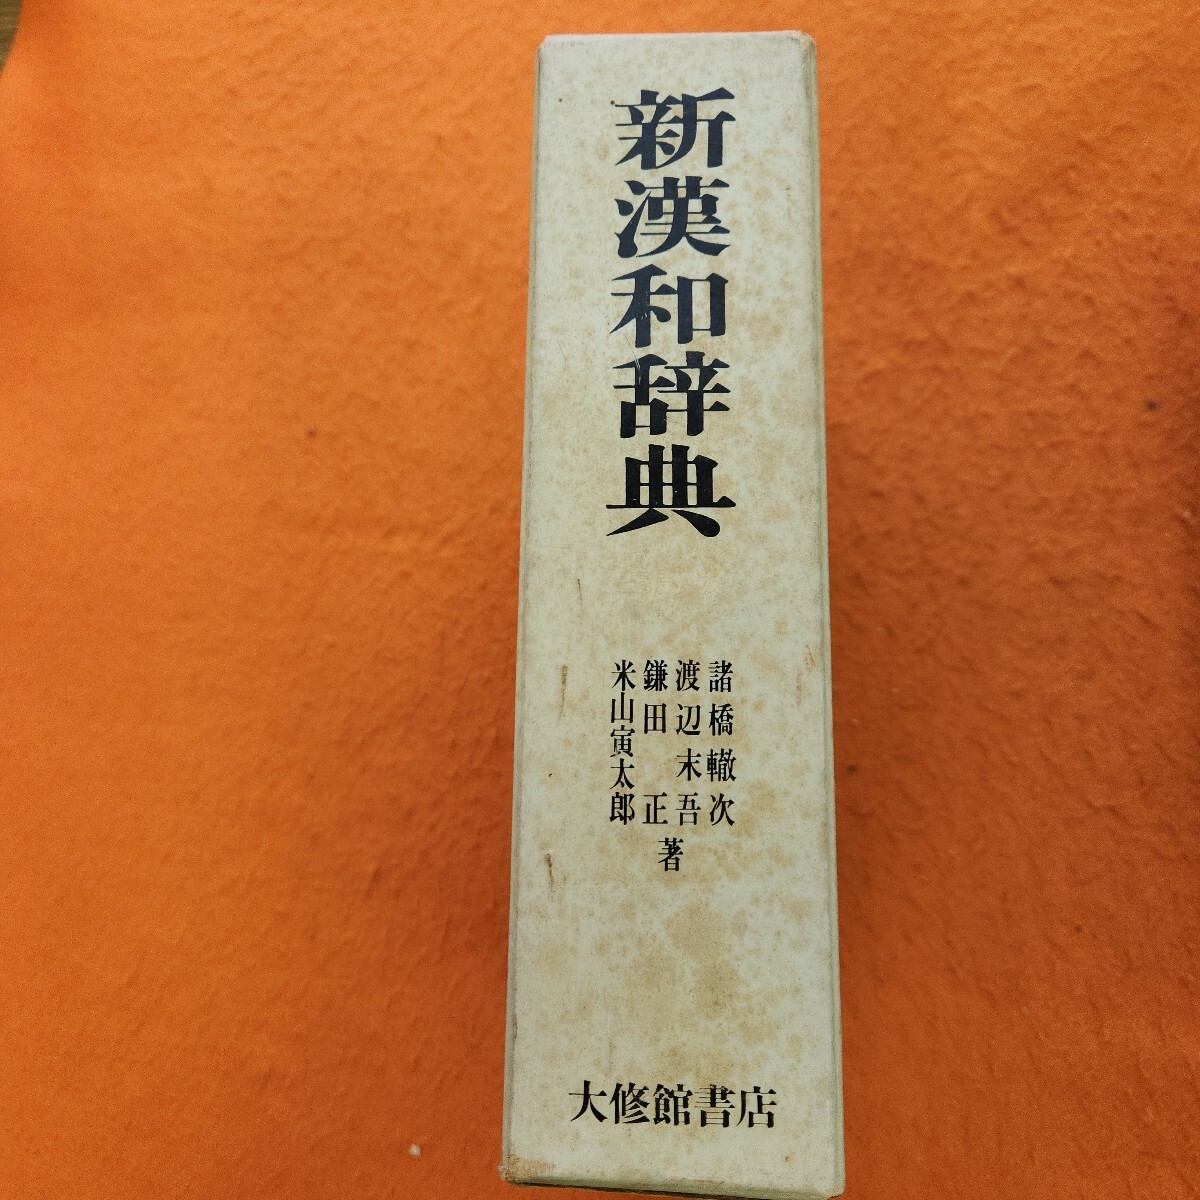 新漢和辞典
諸橋轍次
渡辺末吾
鎌田正
米山寅太郎
著
大修館書店